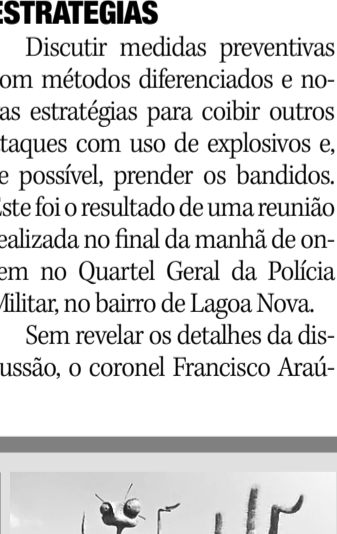 ESTRATÉGIAS
Discutir medidas preventivas
om métodos diferenciados e no-
as estratégias para coibir outros
taques com uso de explosivos e,
e possível, prender os bandidos.
Este foi o resultado de uma reunião
ealizada no final da manhã de on-
em no Quartel Geral da Polícia
Militar, no bairro de Lagoa Nova.
Sem revelar os detalhes da dis-
ussão, o coronel Francisco Araú-